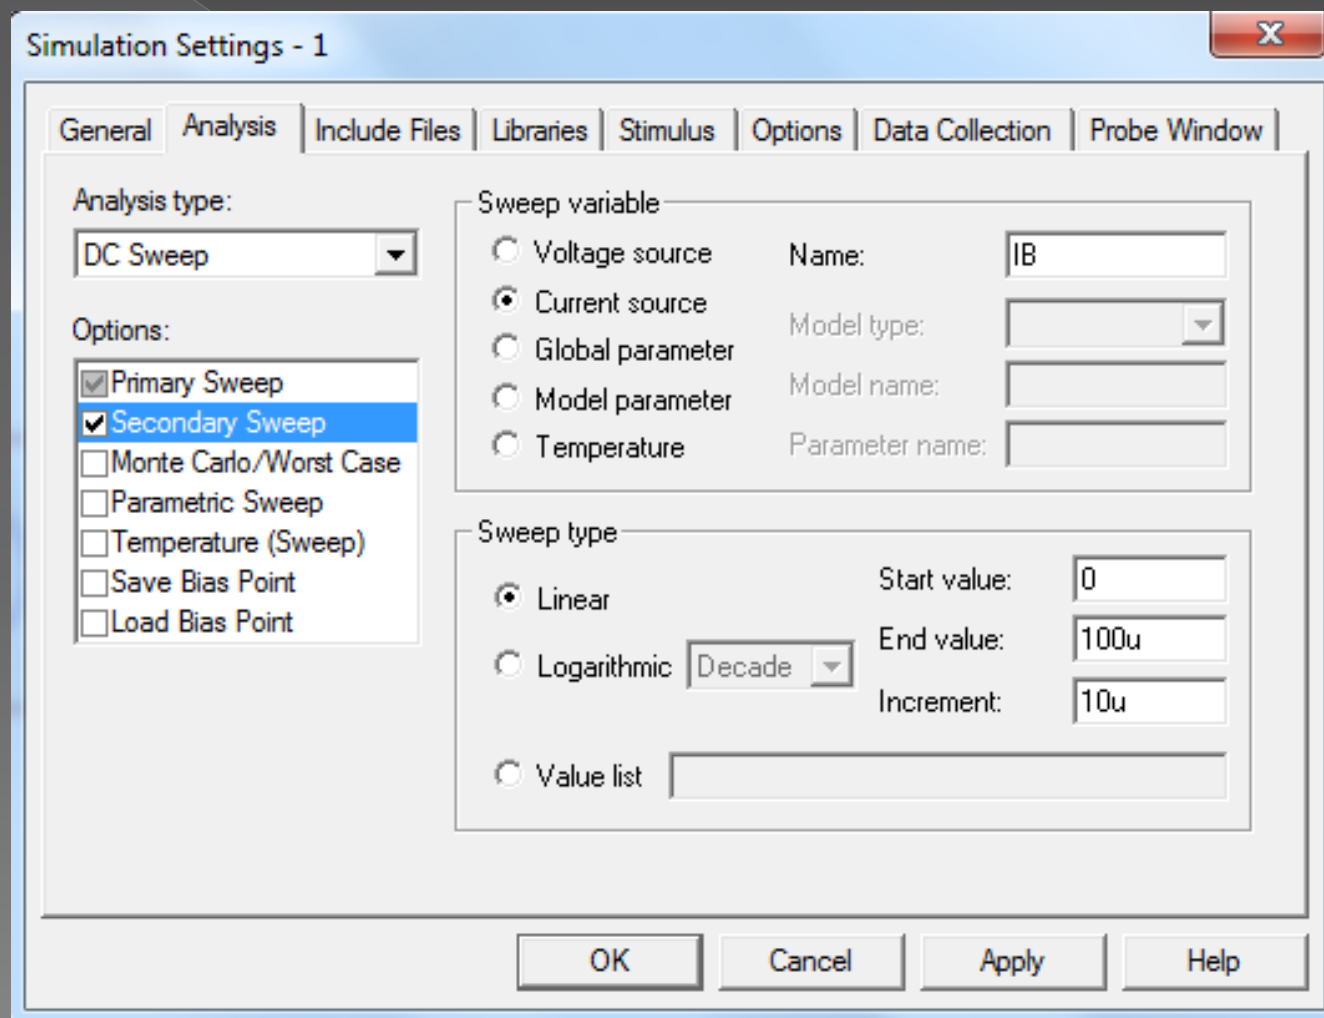 Simulation Settings - 1
General
Analysis
Include Files
Libraries
Stimulus
Options
Data Collection
Probe Window
Analysis type:
DC Sweep
Options:
Primary Sweep
Secondary Sweep
Monte Carlo/Worst Case
Parametric Sweep
Temperature (Sweep)
Save Bias Point
Load Bias Point
Sweep variable
Voltage source
Current source
Global parameter
Model parameter
Temperature
Name: IB
Model type:
Model name:
Parameter name:
Sweep type
Linear
Logarithmic Decade
Value list
Start value: 0
End value: 100u
Increment: 10u
OK
Cancel
Apply
Help